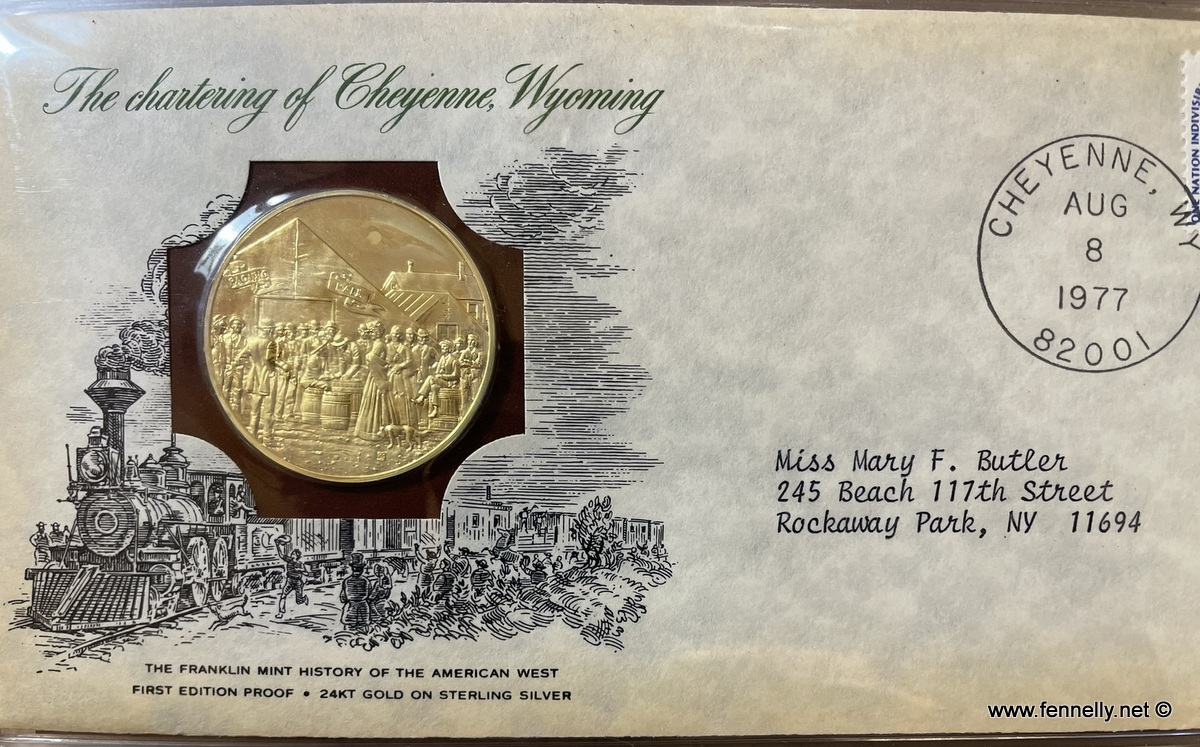 The chartering of Cheyenne, Wyoming
PACIFIC
CHEYENNE, WY
AUG
8
1977
82001
Miss Mary F. Butler
245 Beach 117th Street
Rockaway Park, NY 11694
THE FRANKLIN MINT HISTORY OF THE AMERICAN WEST
FIRST EDITION PROOF • 24KT GOLD ON STERLING SILVER
www.fennelly.net ©